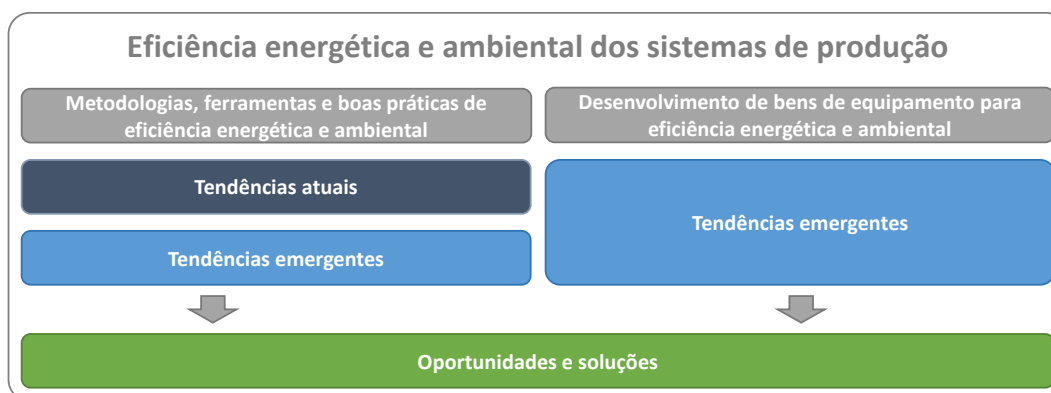 Eficiência energética e ambiental dos sistemas de produção
Metodologias, ferramentas e boas práticas de
eficiência energética e ambiental
Desenvolvimento de bens de equipamento para
eficiência energética e ambiental
Tendências atuais
Tendências emergentes
Tendências emergentes
Oportunidades e soluções